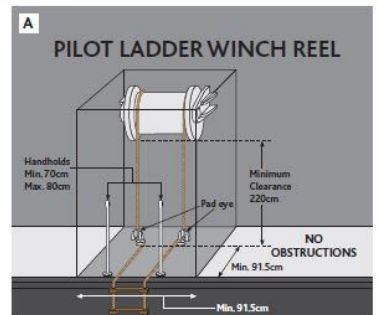 A
PILOT LADDER WINCH REEL
Handholds
Min. 70cm
Max. 80cm
Minimum
Clearance
220cm
Pad eye
NO
OBSTRUCTIONS
Min. 91.5cm
Min. 91.5cm